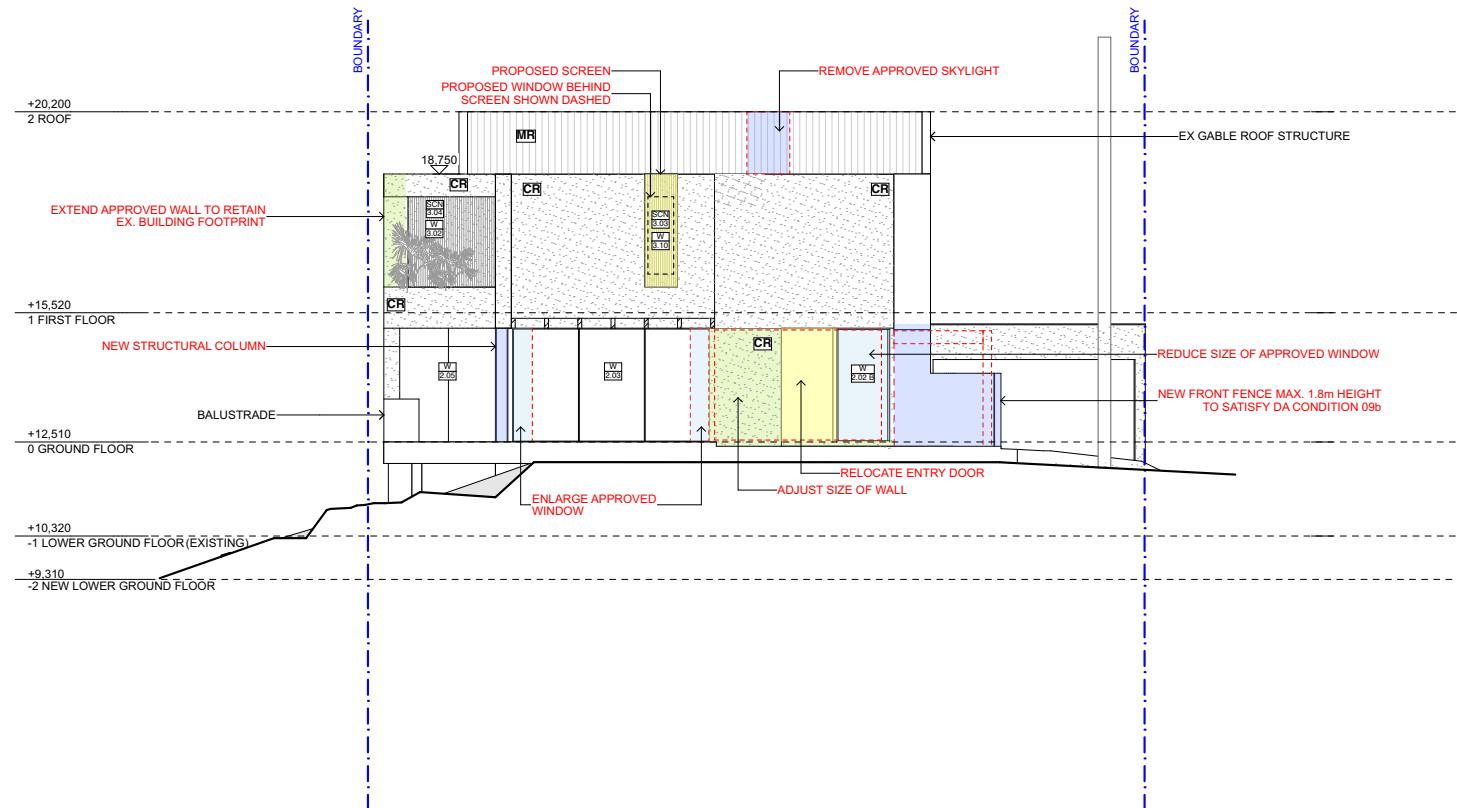 BOUNDARY
BOUNDARY
PROPOSED SCREEN
REMOVE APPROVED SKYLIGHT
PROPOSED WINDOW BEHIND
SCREEN SHOWN DASHED
+20,200
2 ROOF
MR
EX GABLE ROOF STRUCTURE
18,750
CR
CR
CR
EXTEND APPROVED WALL TO RETAIN
EX. BUILDING FOOTPRINT
SCN
3.04
W
3.02
SCN
3.03
W
3.10
CR
+15,520
1 FIRST FLOOR
NEW STRUCTURAL COLUMN
CR
REDUCE SIZE OF APPROVED WINDOW
W
2.05
W
2.03
W
2.02 B
NEW FRONT FENCE MAX. 1.8m HEIGHT
TO SATISFY DA CONDITION 09b
BALUSTRADE
+12,510
0 GROUND FLOOR
RELOCATE ENTRY DOOR
ADJUST SIZE OF WALL
ENLARGE APPROVED
WINDOW
+10,320
-1 LOWER GROUND FLOOR (EXISTING)
+9,310
-2 NEW LOWER GROUND FLOOR